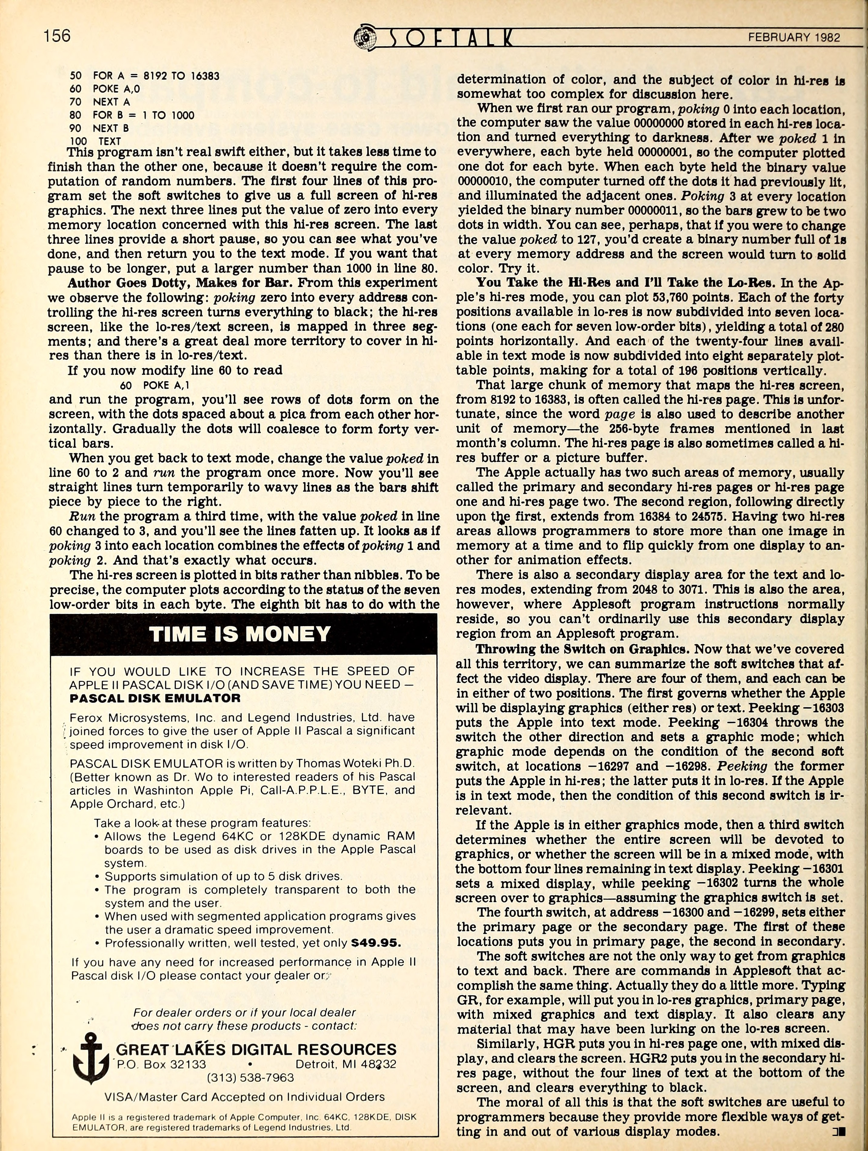 156
SOFTALK
FEBRUARY 1982
50 FOR A = 8192 TO 16383
60 POKE A,0
70 NEXT A
80 FOR B = 1 TO 1000
90 NEXT B
100 TEXT
This program isn't real swift either, but it takes less time to
finish than the other one, because it doesn't require the com-
putation of random numbers. The first four lines of this pro-
gram set the soft switches to give us a full screen of hi-res
graphics. The next three lines put the value of zero into every
memory location concerned with this hi-res screen. The last
three lines provide a short pause, so you can see what you've
done, and then return you to the text mode. If you want that
pause to be longer, put a larger number than 1000 in line 80.
Author Goes Dotty, Makes for Bar. From this experiment
we observe the following: poking zero into every address con-
trolling the hi-res screen turns everything to black; the hi-res
screen, like the lo-res/text screen, is mapped in three seg-
ments; and there's a great deal more territory to cover in hi-
res than there is in lo-res/text.
If you now modify line 60 to read
60 POKE A,1
and run the program, you'll see rows of dots form on the
screen, with the dots spaced about a pica from each other hor-
izontally. Gradually the dots will coalesce to form forty ver-
tical bars.
When you get back to text mode, change the value poked in
line 60 to 2 and run the program once more. Now you'll see
straight lines turn temporarily to wavy lines as the bars shift
piece by piece to the right.
Run the program a third time, with the value poked in line
60 changed to 3, and you'll see the lines fatten up. It looks as if
poking 3 into each location combines the effects of poking 1 and
poking 2. And that's exactly what occurs.
The hi-res screen is plotted in bits rather than nibbles. To be
precise, the computer plots according to the status of the seven
low-order bits in each byte. The eighth bit has to do with the
determination of color, and the subject of color in hi-res is
somewhat too complex for discussion here.
When we first ran our program, poking 0 into each location,
the computer saw the value 00000000 stored in each hi-res loca-
tion and turned everything to darkness. After we poked 1 in
everywhere, each byte held 00000001, so the computer plotted
one dot for each byte. When each byte held the binary value
00000010, the computer turned off the dots it had previously lit,
and illuminated the adjacent ones. Poking 3 at every location
yielded the binary number 00000011, so the bars grew to be two
dots in width. You can see, perhaps, that if you were to change
the value poked to 127, you'd create a binary number full of 1s
at every memory address and the screen would turn to solid
color. Try it.
You Take the Hi-Res and I'll Take the Lo-Res. In the Ap-
ple's hi-res mode, you can plot 53,760 points. Each of the forty
positions available in lo-res is now subdivided into seven loca-
tions (one each for seven low-order bits), yielding a total of 280
points horizontally. And each of the twenty-four lines avail-
able in text mode is now subdivided into eight separately plot-
table points, making for a total of 196 positions vertically.
That large chunk of memory that maps the hi-res screen,
from 8192 to 16383, is often called the hi-res page. This is unfor-
tunate, since the word page is also used to describe another
unit of memory—the 256-byte frames mentioned in last
month's column. The hi-res page is also sometimes called a hi-
res buffer or a picture buffer.
The Apple actually has two such areas of memory, usually
called the primary and secondary hi-res pages or hi-res page
one and hi-res page two. The second region, following directly
upon the first, extends from 16384 to 24575. Having two hi-res
areas allows programmers to store more than one image in
memory at a time and to flip quickly from one display to an-
other for animation effects.
There is also a secondary display area for the text and lo-
res modes, extending from 2048 to 3071. This is also the area,
however, where Applesoft program instructions normally
reside, so you can't ordinarily use this secondary display
region from an Applesoft program.
Throwing the Switch on Graphics. Now that we've covered
all this territory, we can summarize the soft switches that af-
fect the video display. There are four of them, and each can be
in either of two positions. The first governs whether the Apple
will be displaying graphics (either res) or text. Peeking −16303
puts the Apple into text mode. Peeking −16304 throws the
switch the other direction and sets a graphic mode; which
graphic mode depends on the condition of the second soft
switch, at locations −16297 and −16298. Peeking the former
puts the Apple in hi-res; the latter puts it in lo-res. If the Apple
is in text mode, then the condition of this second switch is ir-
relevant.
If the Apple is in either graphics mode, then a third switch
determines whether the entire screen will be devoted to
graphics, or whether the screen will be in a mixed mode, with
the bottom four lines remaining in text display. Peeking −16301
sets a mixed display, while peeking −16302 turns the whole
screen over to graphics—assuming the graphics switch is set.
The fourth switch, at address −16300 and −16299, sets either
the primary page or the secondary page. The first of these
locations puts you in primary page, the second in secondary.
The soft switches are not the only way to get from graphics
to text and back. There are commands in Applesoft that ac-
complish the same thing. Actually they do a little more. Typing
GR, for example, will put you in lo-res graphics, primary page,
with mixed graphics and text display. It also clears any
material that may have been lurking on the lo-res screen.
Similarly, HGR puts you in hi-res page one, with mixed dis-
play, and clears the screen. HGR2 puts you in the secondary hi-
res page, without the four lines of text at the bottom of the
screen, and clears everything to black.
The moral of all this is that the soft switches are useful to
programmers because they provide more flexible ways of get-
ting in and out of various display modes.
TIME IS MONEY
IF YOU WOULD LIKE TO INCREASE THE SPEED OF
APPLE II PASCAL DISK I/O (AND SAVE TIME) YOU NEED —
PASCAL DISK EMULATOR
Ferox Microsystems, Inc. and Legend Industries, Ltd. have
joined forces to give the user of Apple II Pascal a significant
speed improvement in disk I/O.
PASCAL DISK EMULATOR is written by Thomas Woteki Ph.D.
(Better known as Dr. Wo to interested readers of his Pascal
articles in Washinton Apple Pi, Call-A.P.P.L.E., BYTE, and
Apple Orchard, etc.)
Take a look at these program features:
• Allows the Legend 64KC or 128KDE dynamic RAM
boards to be used as disk drives in the Apple Pascal
system.
• Supports simulation of up to 5 disk drives.
• The program is completely transparent to both the
system and the user.
• When used with segmented application programs gives
the user a dramatic speed improvement.
• Professionally written, well tested, yet only $49.95.
If you have any need for increased performance in Apple II
Pascal disk I/O please contact your dealer or:
For dealer orders or if your local dealer
does not carry these products - contact:
GREAT LAKES DIGITAL RESOURCES
P.O. Box 32133 • Detroit, MI 48232
(313) 538-7963
VISA/Master Card Accepted on Individual Orders
Apple II is a registered trademark of Apple Computer, Inc. 64KC, 128KDE, DISK
EMULATOR, are registered trademarks of Legend Industries, Ltd.